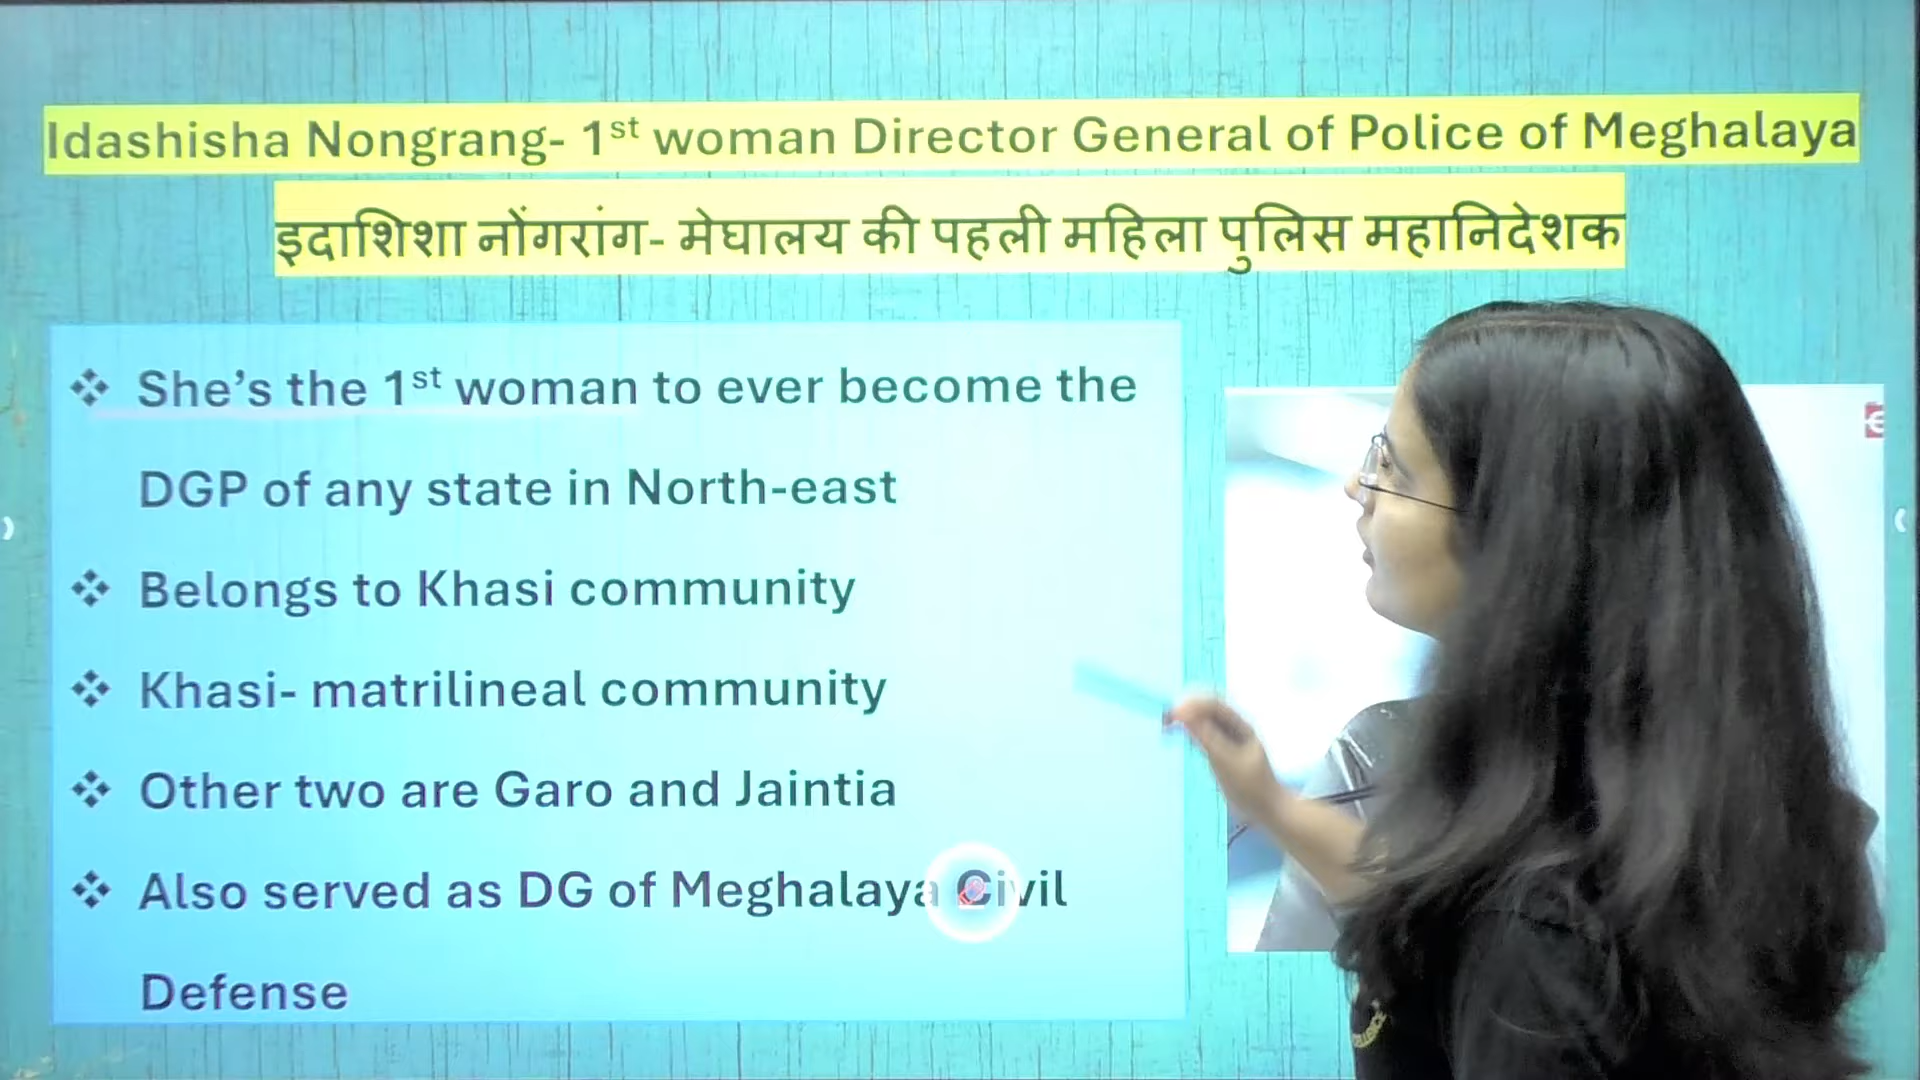 Idashisha Nongrang- 1st woman Director General of Police of Meghalaya
इदाशिशा नोंगरांग- मेघालय की पहली महिला पुलिस महानिदेशक
❖ She's the 1st woman to ever become the
DGP of any state in North-east
❖ Belongs to Khasi community
❖ Khasi- matrilineal community
❖ Other two are Garo and Jaintia
❖ Also served as DG of Meghalaya Civil
Defense